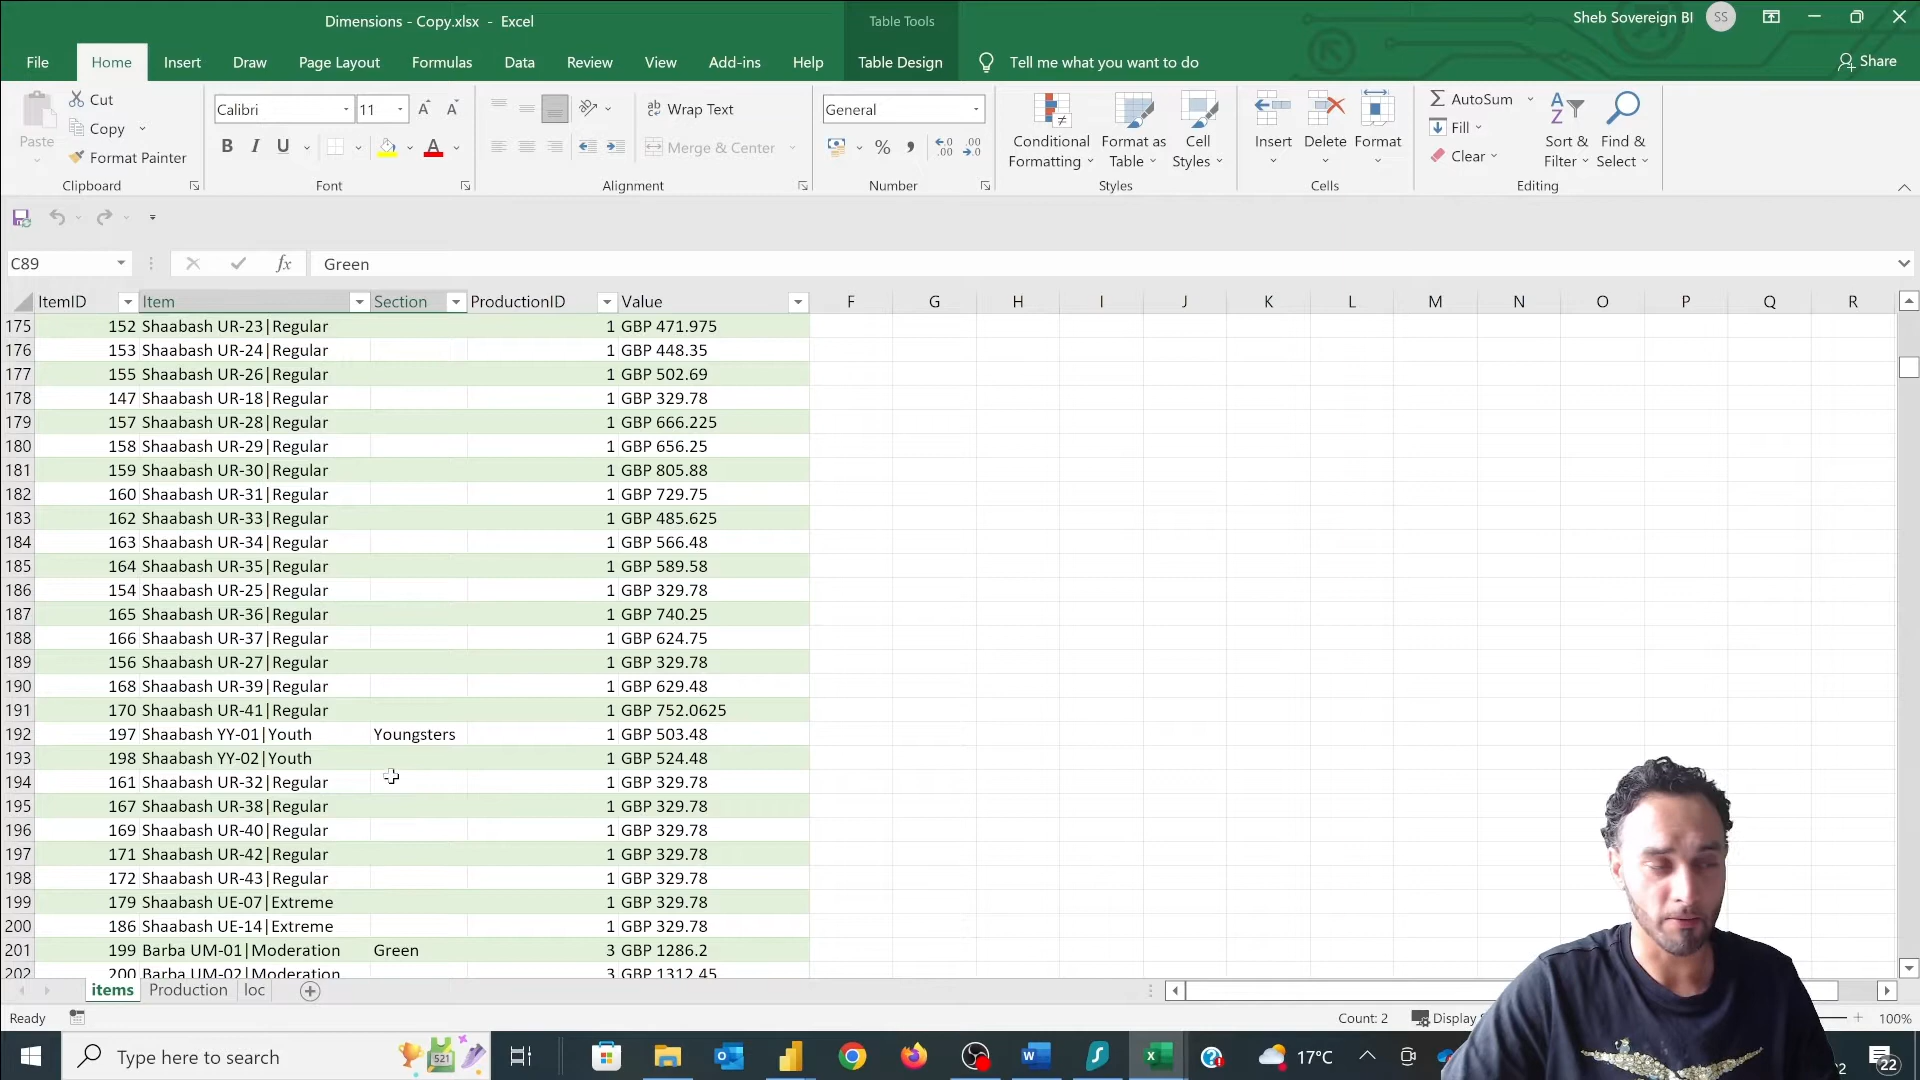 Dimensions - Copy.xlsx - Excel
Table Tools
Sheb Sovereign BI
SS
File Home Insert Draw Page Layout Formulas Data Review View Add-ins Help Table Design Tell me what you want to do Share
Paste
Cut
Copy
Format Painter
Clipboard
Calibri 11
B I U A
Font
Wrap Text
Merge & Center
Alignment
General
%
Number
Conditional Formatting
Format as Table
Cell Styles
Styles
Insert Delete Format
Cells
AutoSum
Fill
Clear
Sort & Filter
Find & Select
Editing
C89 fx Green
ItemID Item Section ProductionID Value F G H I J K L M N O P Q R
175 152 Shaabash UR-23|Regular 1 GBP 471.975
176 153 Shaabash UR-24|Regular 1 GBP 448.35
177 155 Shaabash UR-26|Regular 1 GBP 502.69
178 147 Shaabash UR-18|Regular 1 GBP 329.78
179 157 Shaabash UR-28|Regular 1 GBP 666.225
180 158 Shaabash UR-29|Regular 1 GBP 656.25
181 159 Shaabash UR-30|Regular 1 GBP 805.88
182 160 Shaabash UR-31|Regular 1 GBP 729.75
183 162 Shaabash UR-33|Regular 1 GBP 485.625
184 163 Shaabash UR-34|Regular 1 GBP 566.48
185 164 Shaabash UR-35|Regular 1 GBP 589.58
186 154 Shaabash UR-25|Regular 1 GBP 329.78
187 165 Shaabash UR-36|Regular 1 GBP 740.25
188 166 Shaabash UR-37|Regular 1 GBP 624.75
189 156 Shaabash UR-27|Regular 1 GBP 329.78
190 168 Shaabash UR-39|Regular 1 GBP 629.48
191 170 Shaabash UR-41|Regular 1 GBP 752.0625
192 197 Shaabash YY-01|Youth Youngsters 1 GBP 503.48
193 198 Shaabash YY-02|Youth 1 GBP 524.48
194 161 Shaabash UR-32|Regular 1 GBP 329.78
195 167 Shaabash UR-38|Regular 1 GBP 329.78
196 169 Shaabash UR-40|Regular 1 GBP 329.78
197 171 Shaabash UR-42|Regular 1 GBP 329.78
198 172 Shaabash UR-43|Regular 1 GBP 329.78
199 179 Shaabash UE-07|Extreme 1 GBP 329.78
200 186 Shaabash UE-14|Extreme 1 GBP 329.78
201 199 Barba UM-01|Moderation Green 3 GBP 1286.2
202 200 Barba UM-02|Moderation 3 GBP 1312.45
items Production loc
Ready Count: 2 Display 100%
Type here to search 521 17°C 22